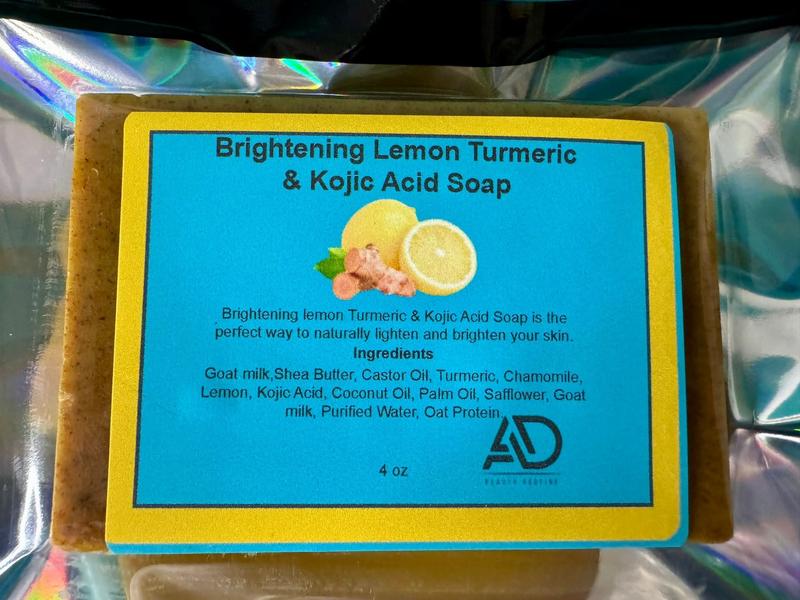 Brightening Lemon Turmeric
& Kojic Acid Soap
Brightening lemon Turmeric & Kojic Acid Soap is the
perfect way to naturally lighten and brighten your skin.
Ingredients
Goat milk,Shea Butter, Castor Oil, Turmeric, Chamomile,
Lemon, Kojic Acid, Coconut Oil, Palm Oil, Safflower, Goat
milk, Purified Water, Oat Protein.
4 oz
AD